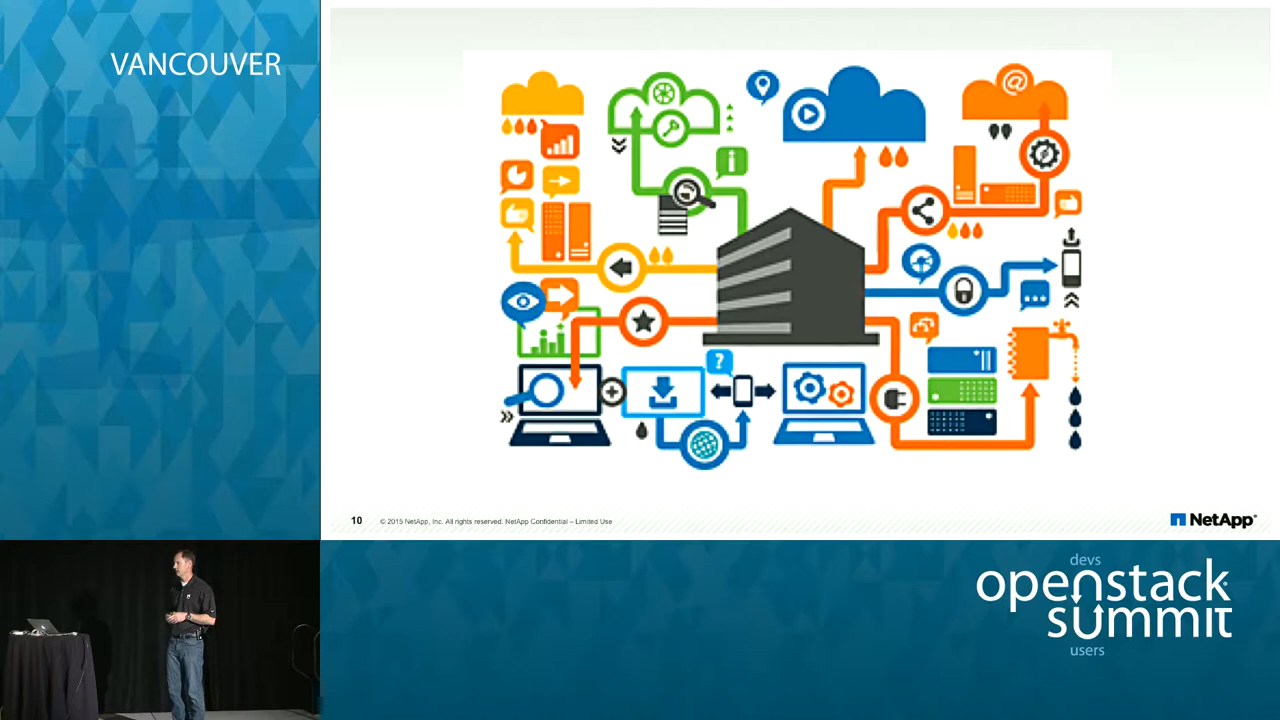 VANCOUVER
@
i
?
10
© 2015 NetApp, Inc. All rights reserved. NetApp Confidential – Limited Use
NetApp®
devs
openstack
summit
users